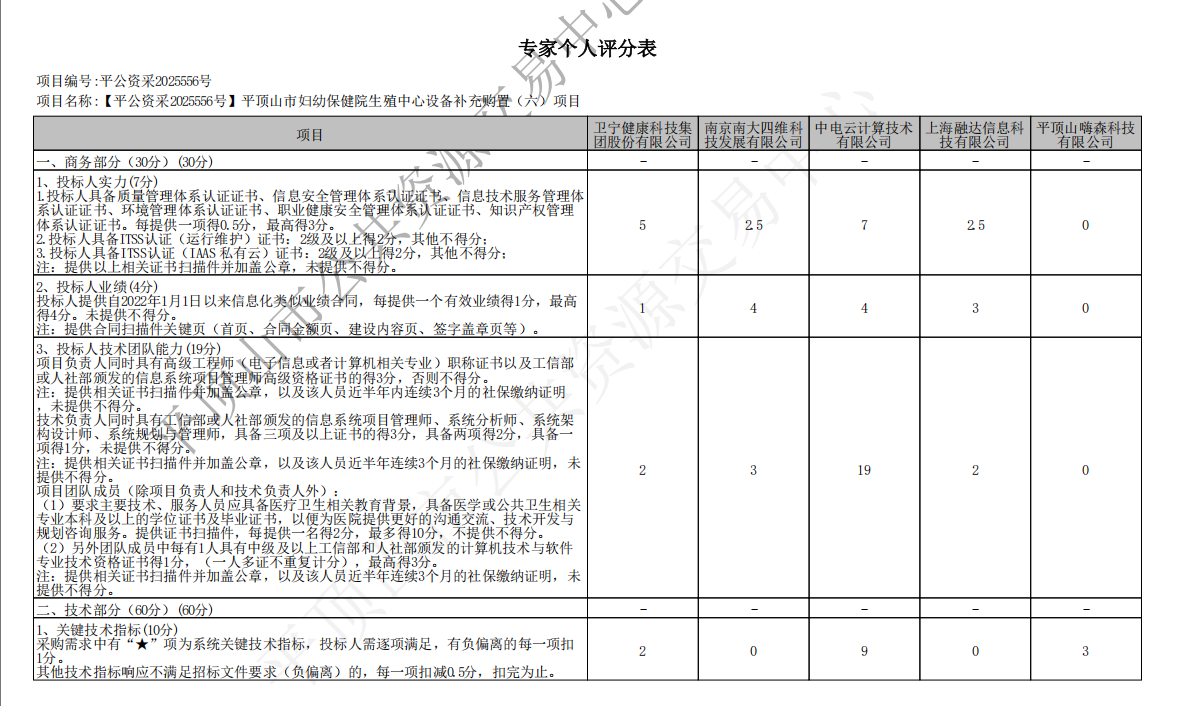 专家个人评分表
项目编号:平公资采2025556号
项目名称:【平公资采2025556号】平顶山市妇幼保健院生殖中心设备补充购置（六）项目
项目 卫宁健康科技集团股份有限公司 南京南大四维科技发展有限公司 中电云计算技术有限公司 上海融达信息科技有限公司 平顶山嗨森科技有限公司
一、商务部分（30分）(30分) - - - - -
1、投标人实力(7分)
1.投标人具备质量管理体系认证证书、信息安全管理体系认证证书、信息技术服务管理体
系认证证书、环境管理体系认证证书、职业健康安全管理体系认证证书、知识产权管理
体系认证证书。每提供一项得0.5分，最高得3分。
2.投标人具备ITSS认证（运行维护）证书：2级及以上得2分，其他不得分；
3.投标人具备ITSS认证（IAAS 私有云）证书：2级及以上得2分，其他不得分；
注：提供以上相关证书扫描件并加盖公章，未提供不得分。
5 2.5 7 2.5 0
2、投标人业绩(4分)
投标人提供自2022年1月1日以来信息化类似业绩合同，每提供一个有效业绩得1分，最高
得4分。未提供不得分。
注：提供合同扫描件关键页（首页、合同金额页、建设内容页、签字盖章页等）。
1 4 4 3 0
3、投标人技术团队能力(19分)
项目负责人同时具有高级工程师（电子信息或者计算机相关专业）职称证书以及工信部
或人社部颁发的信息系统项目管理师高级资格证书的得3分，否则不得分。
注：提供相关证书扫描件并加盖公章，以及该人员近半年内连续3个月的社保缴纳证明
，未提供不得分。
技术负责人同时具有工信部或人社部颁发的信息系统项目管理师、系统分析师、系统架
构设计师、系统规划与管理师，具备三项及以上证书的得3分，具备两项得2分，具备一
项得1分，未提供不得分。
注：提供相关证书扫描件并加盖公章，以及该人员近半年连续3个月的社保缴纳证明，未
提供不得分。
项目团队成员（除项目负责人和技术负责人外）：
（1）要求主要技术、服务人员应具备医疗卫生相关教育背景，具备医学或公共卫生相关
专业本科及以上的学位证书及毕业证书，以便为医院提供更好的沟通交流、技术开发与
规划咨询服务。提供证书扫描件，每提供一名得2分，最多得10分，不提供不得分。
（2）另外团队成员中每有1人具有中级及以上工信部和人社部颁发的计算机技术与软件
专业技术资格证书得1分，（一人多证不重复计分），最高得3分。
注：提供相关证书扫描件并加盖公章，以及该人员近半年连续3个月的社保缴纳证明，未
提供不得分。
2 3 19 2 0
二、技术部分（60分）(60分) - - - - -
1、关键技术指标(10分)
采购需求中有“★”项为系统关键技术指标，投标人需逐项满足，有负偏离的每一项扣
1分。
其他技术指标响应不满足招标文件要求（负偏离）的，每一项扣减0.5分，扣完为止。
2 0 9 0 3
平顶山市公共资源交易中心
平顶山市公共资源交易中心